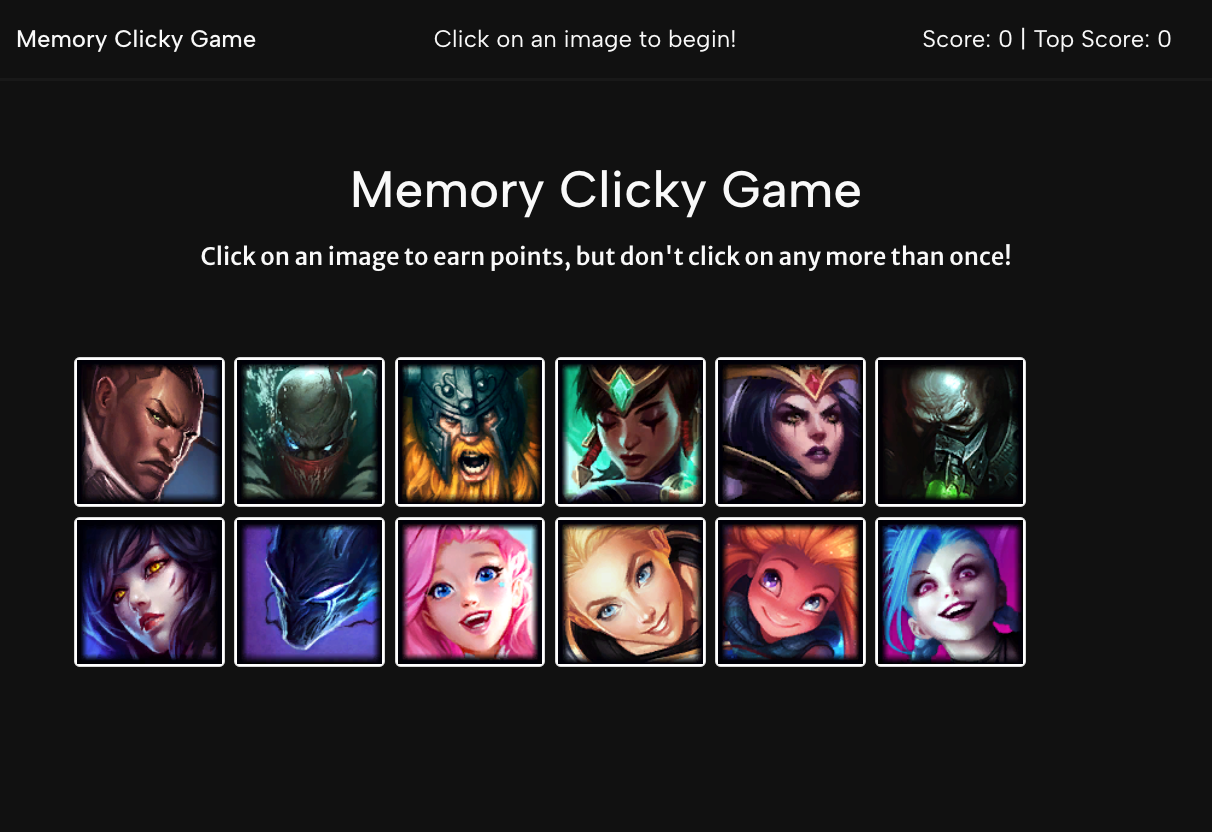 Memory Clicky Game
Click on an image to begin!
Score: 0 | Top Score: 0
Memory Clicky Game
Click on an image to earn points, but don't click on any more than once!